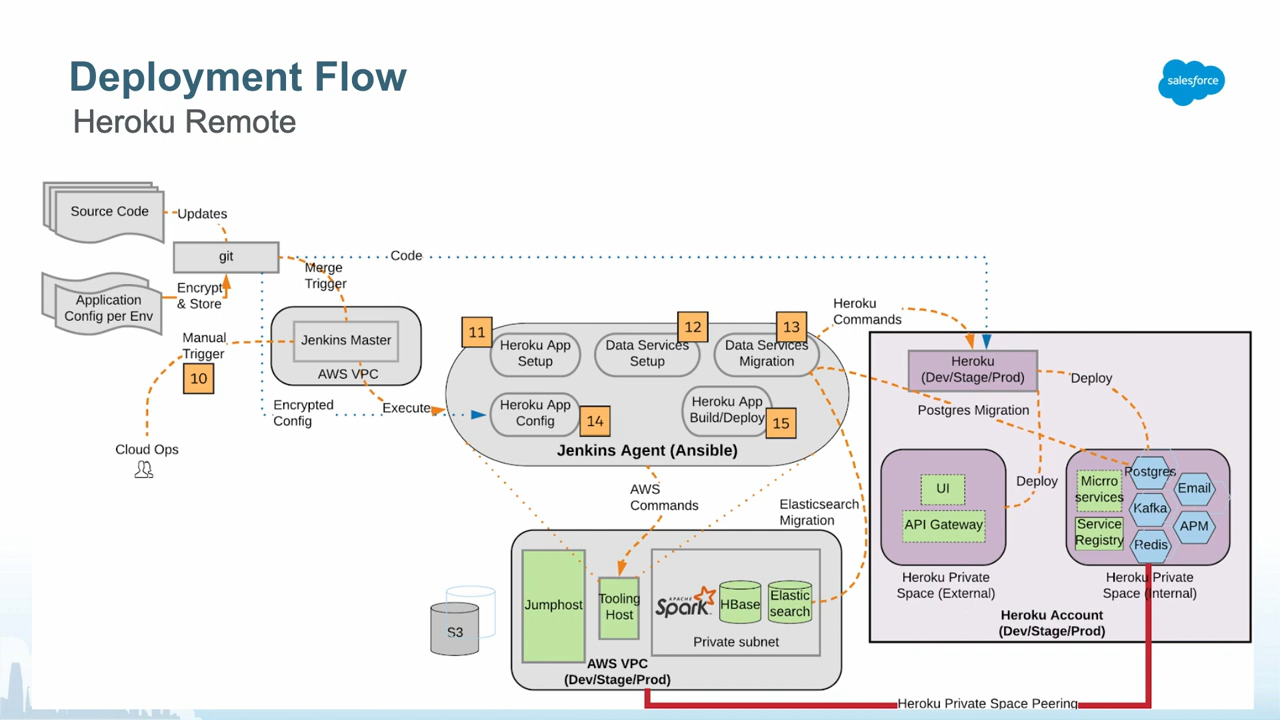 Deployment Flow
Heroku Remote
salesforce
Source Code
Updates
git
Code
Merge
Trigger
Encrypt
& Store
Application
Config per Env
Manual
Trigger
10
Jenkins Master
AWS VPC
Encrypted
Config
Execute
Cloud Ops
11
Heroku App
Setup
12
Data Services
Setup
13
Data Services
Migration
Heroku App
Config
14
Heroku App
Build/Deploy
15
Jenkins Agent (Ansible)
Heroku
Commands
Heroku
(Dev/Stage/Prod)
Deploy
Postgres Migration
Deploy
UI
API Gateway
Heroku Private
Space (External)
Micrro
services
Service
Registry
Postgres
Kafka
Redis
Email
APM
Heroku Private
Space (Internal)
Heroku Account
(Dev/Stage/Prod)
AWS
Commands
Elasticsearch
Migration
S3
Jumphost
Tooling
Host
APACHE
Spark
HBase
Elastic
search
Private subnet
AWS VPC
(Dev/Stage/Prod)
Heroku Private Space Peering